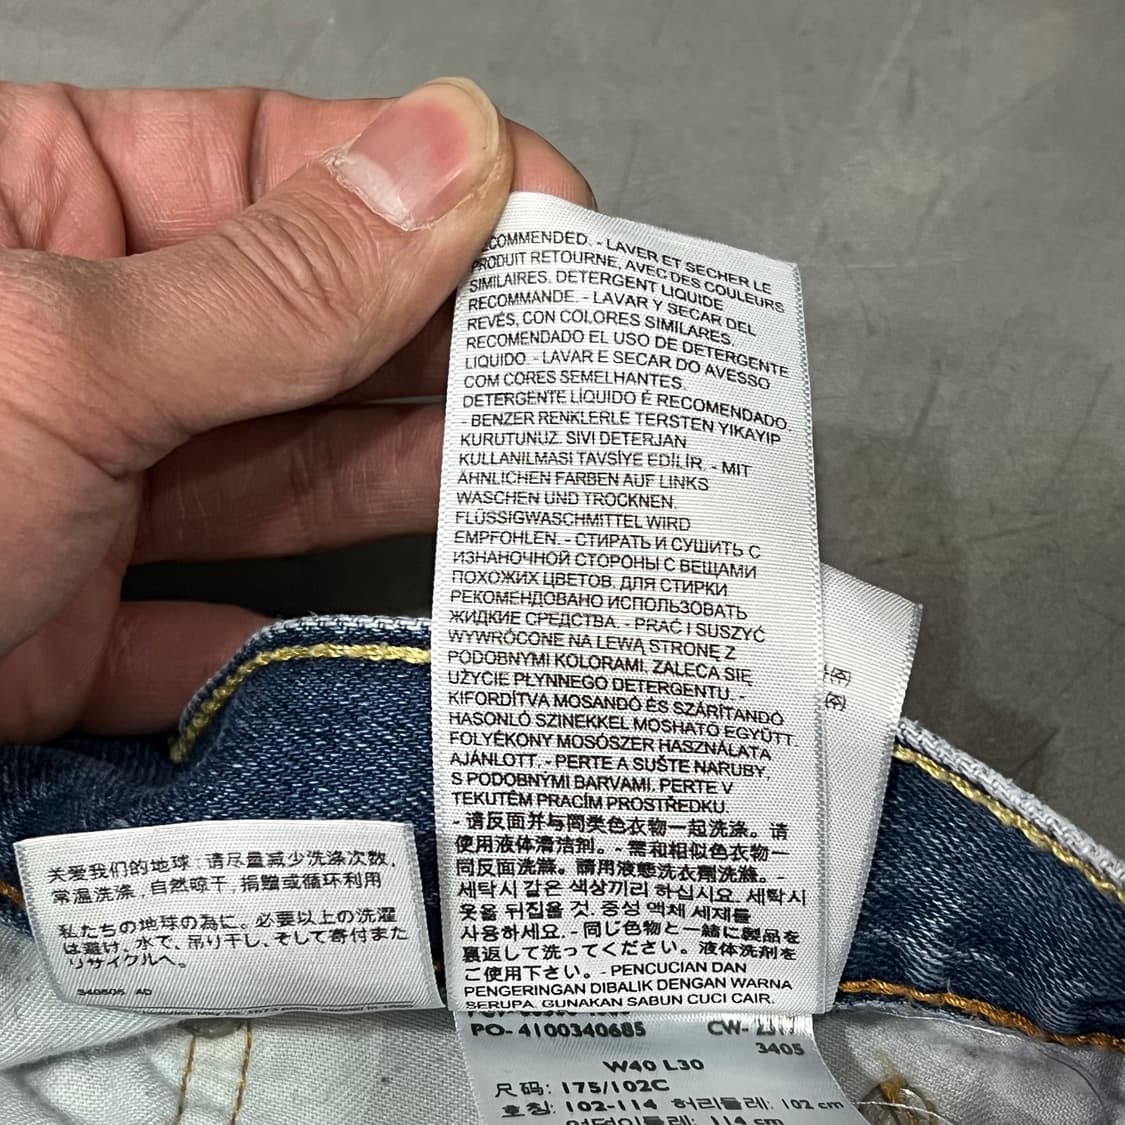 RECOMMENDED. - LAVER ET SECHER LE
PRODUIT RETOURNE, AVEC DES COULEURS
SIMILAIRES. DETERGENT LIQUIDE
RECOMMANDE. - LAVAR Y SECAR DEL
REVÉS, CON COLORES SIMILARES.
RECOMENDADO EL USO DE DETERGENTE
LIQUIDO. - LAVAR E SECAR DO AVESSO
COM CORES SEMELHANTES.
DETERGENTE LÍQUIDO É RECOMENDADO.
- BENZER RENKLERLE TERSTEN YIKAYIP
KURUTUNUZ. SIVI DETERJAN
KULLANILMASI TAVSİYE EDİLİR. - MIT
ÄHNLICHEN FARBEN AUF LINKS
WASCHEN UND TROCKNEN.
FLÜSSIGWASCHMITTEL WIRD
EMPFOHLEN. - СТИРАТЬ И СУШИТЬ С
ИЗНАНОЧНОЙ СТОРОНЫ С ВЕЩАМИ
ПОХОЖИХ ЦВЕТОВ. ДЛЯ СТИРКИ
РЕКОМЕНДОВАНО ИСПОЛЬЗОВАТЬ
ЖИДКИЕ СРЕДСТВА. - PRAĆ I SUSZYĆ
WYWRÓCONE NA LEWĄ STRONĘ Z
PODOBNYMI KOLORAMI. ZALECA SIĘ
UŻYCIE PŁYNNEGO DETERGENTU. -
KIFORDÍTVA MOSANDÓ ÉS SZÁRÍTANDÓ
HASONLÓ SZINEKKEL MOSHATÓ EGYÜTT.
FOLYÉKONY MOSÓSZER HASZNÁLATA
AJÁNLOTT. - PERTE A SUŠTE NARUBY,
S PODOBNÝMI BARVAMI. PERTE V
TEKUTÉM PRACÍM PROSTŘEDKU.
- 请反面并与同类色衣物一起洗涤。请
使用液体清洁剂。- 需和相似色衣物一
同反面洗滌。請用液態洗衣劑洗滌。-
세탁시 같은 색상끼리 하십시요. 세탁시
옷을 뒤집을 것. 중성 액체 세제를
사용하세요. - 同じ色物と一緒に製品を
裏返して洗ってください。液体洗剤を
ご使用下さい。- PENCUCIAN DAN
PENGERINGAN DIBALIK DENGAN WARNA
SERUPA. GUNAKAN SABUN CUCI CAIR.
关爱我们的地球：请尽量减少洗涤次数，
常温洗涤，自然晾干，捐赠或循环利用
私たちの地球の為に。必要以上の洗濯
は避け、水で、吊り干し、そして寄付また
リサイクルへ。
340505 AD
PO- 4100340685 CW- 2317
3405
W40 L30
尺码: 175/102C
호칭: 102-114 허리둘레: 102 cm
엉덩이둘레: 114 cm